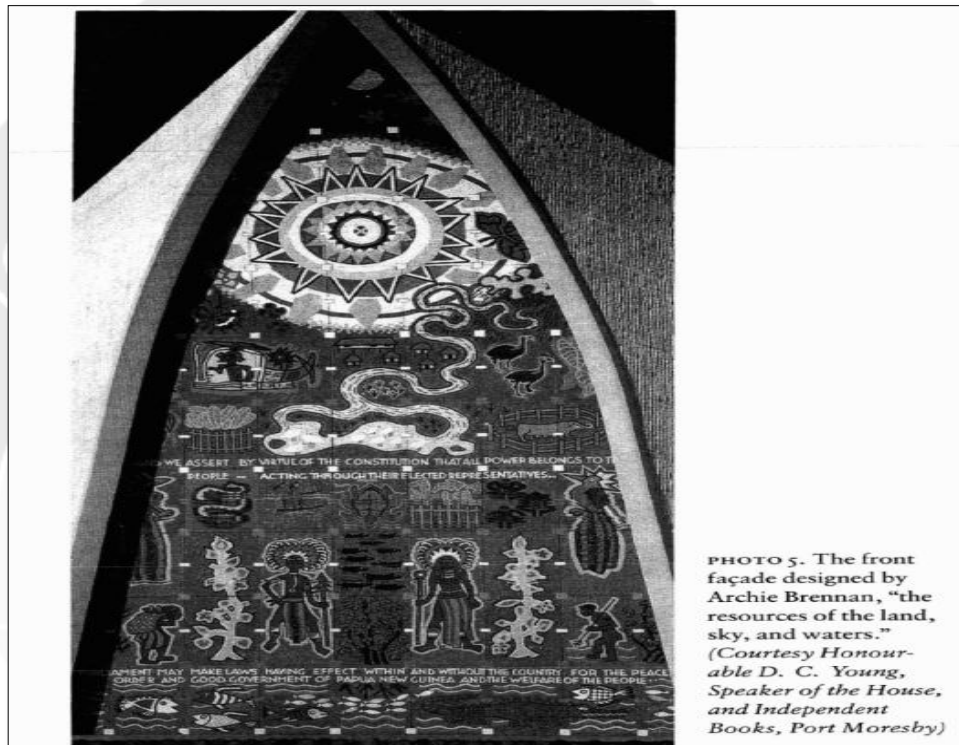 AND WE ASSERT BY VIRTUE OF THE CONSTITUTION THAT ALL POWER BELONGS TO T
PEOPLE — ACTING THROUGH THEIR ELECTED REPRESENTATIVES...
AMENT MAY MAKE LAWS HAVING EFFECT WITHIN AND WITHOUT THE COUNTRY FOR THE PEACE
ORDER AND GOOD GOVERNMENT OF PAPUA NEW GUINEA AND THE WELFARE OF THE PEOPLE
PHOTO 5. The front
façade designed by
Archie Brennan, “the
resources of the land,
sky, and waters.”
(Courtesy Honour-
able D. C. Young,
Speaker of the House,
and Independent
Books, Port Moresby)